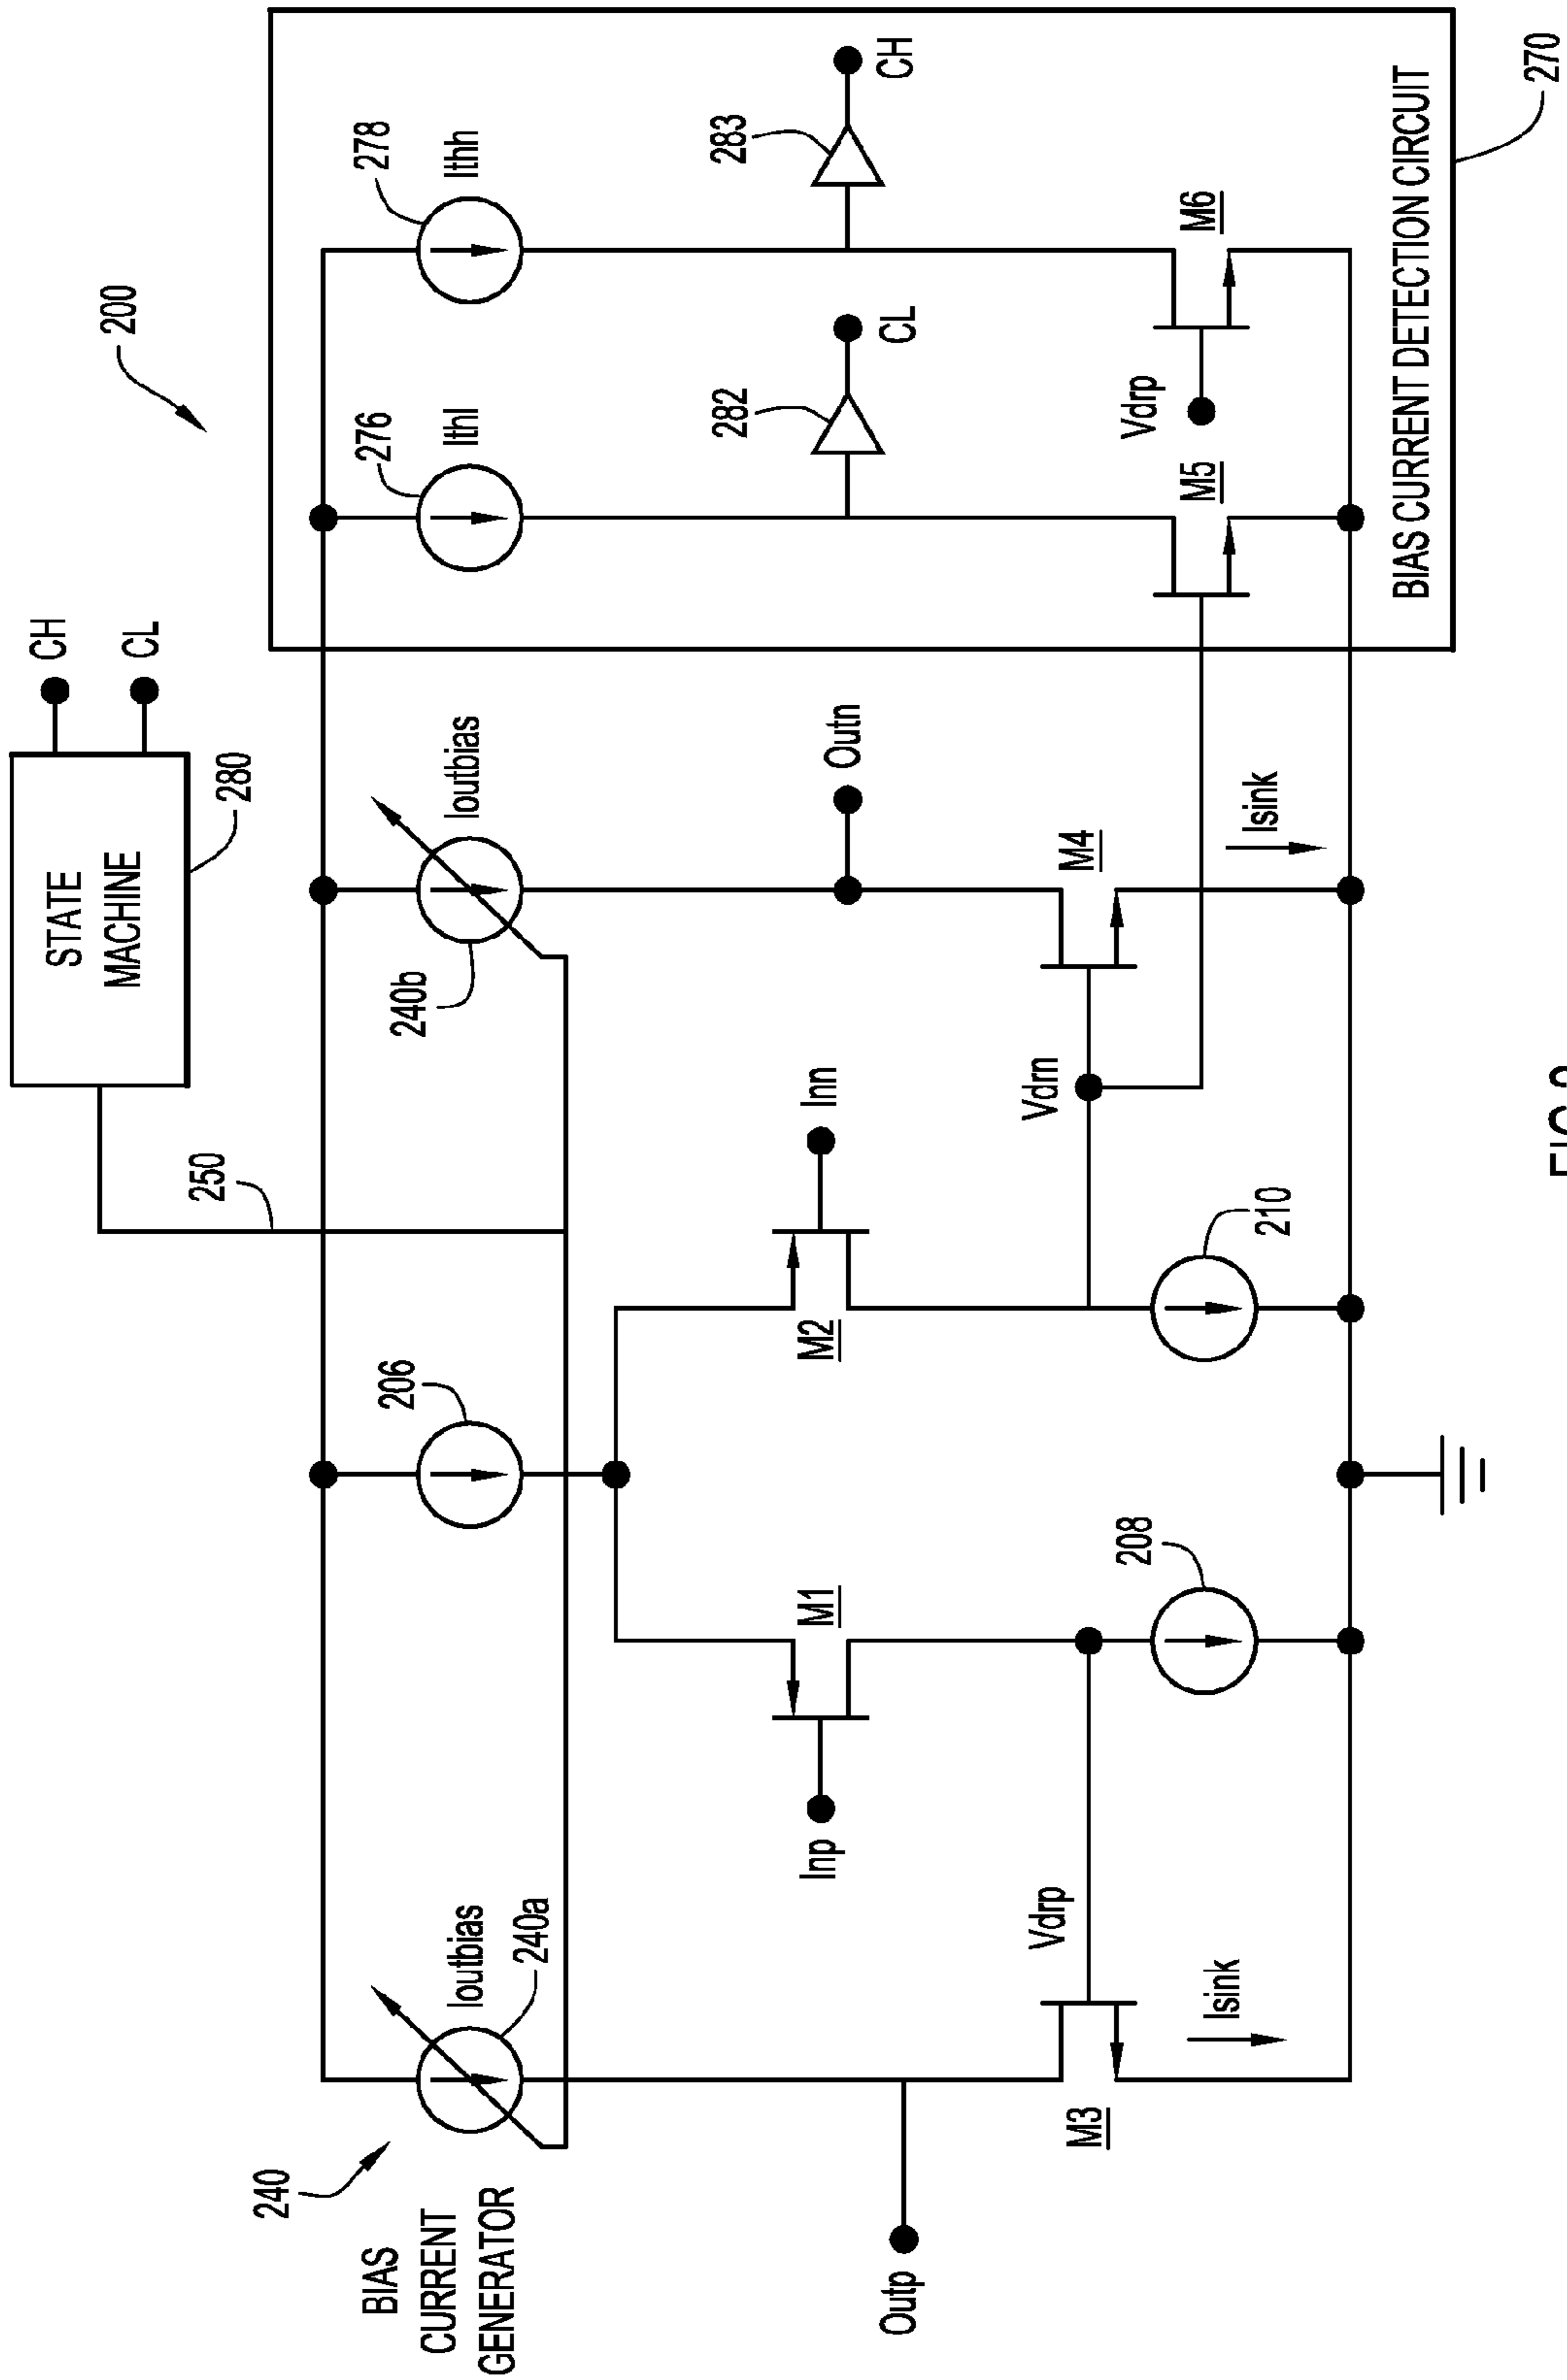 STATE
MACHINE
CH
CL
200
250
280
240
BIAS
CURRENT
GENERATOR
Ioutbias
240a
206
240b
Ioutbias
276
Ithl
278
Ithh
282
283
Inp
M1
M2
Inn
Outn
CL
CH
Outp
Vdrp
Vdrn
M3
M4
Isink
208
210
Isink
M5
Vdrp
M6
BIAS CURRENT DETECTION CIRCUIT
270